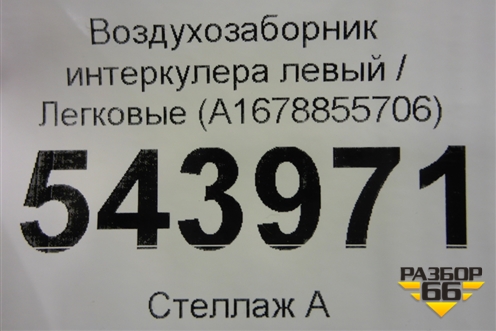 Воздухозаборник
интеркулера левый /
Легковые (A1678855706)
543971
Стеллаж А
РАЗБОР
66